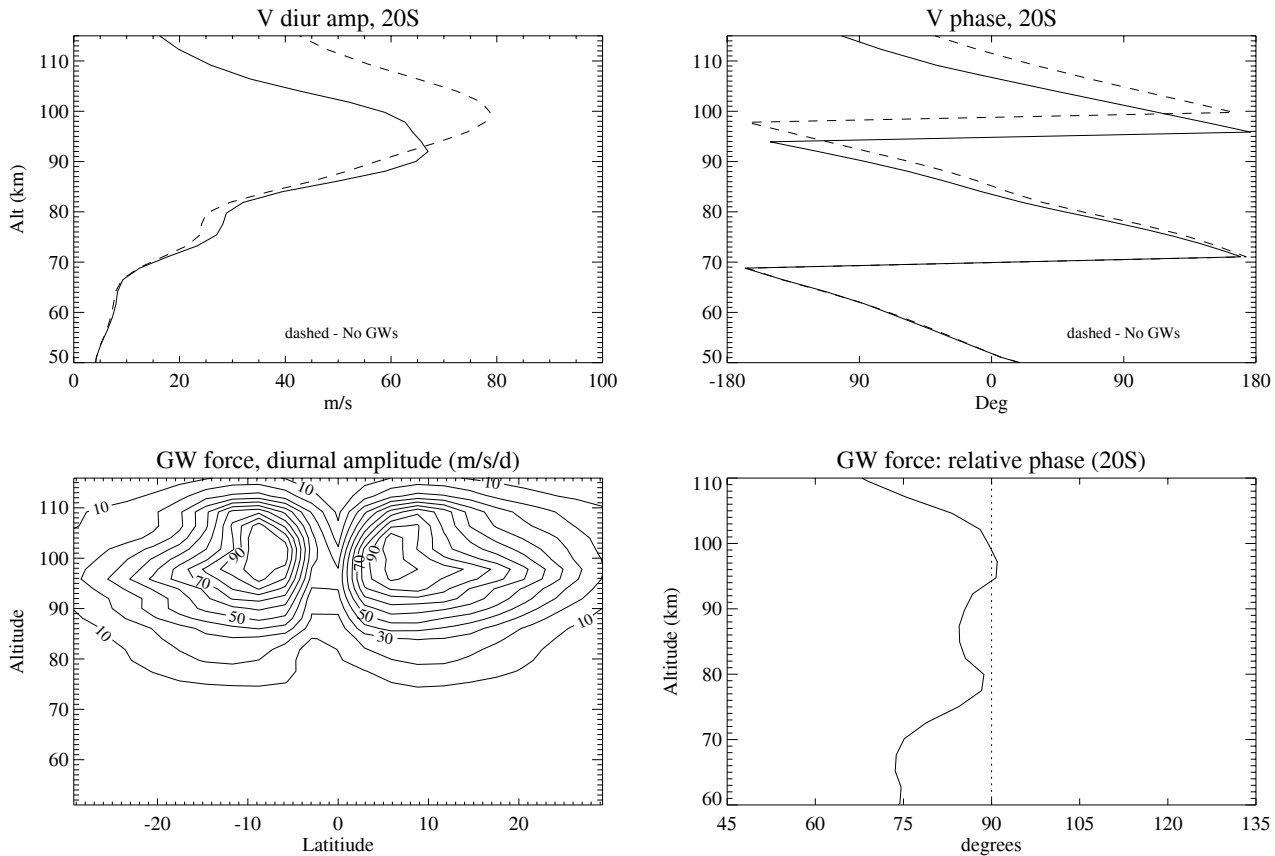 V diur amp, 20S
Alt (km)
110
100
90
80
70
60
50
dashed - No GWs
0 20 40 60 80 100
m/s
V phase, 20S
110
100
90
80
70
60
50
dashed - No GWs
-180 90 0 90 180
Deg
GW force, diurnal amplitude (m/s/d)
Altitude
110
100
90
80
70
60
10
10
10
10
90
70
50
70
90
50
30
-20 -10 0 10 20
Latitiude
GW force: relative phase (20S)
Altitude (km)
110
100
90
80
70
60
45 60 75 90 105 120 135
degrees